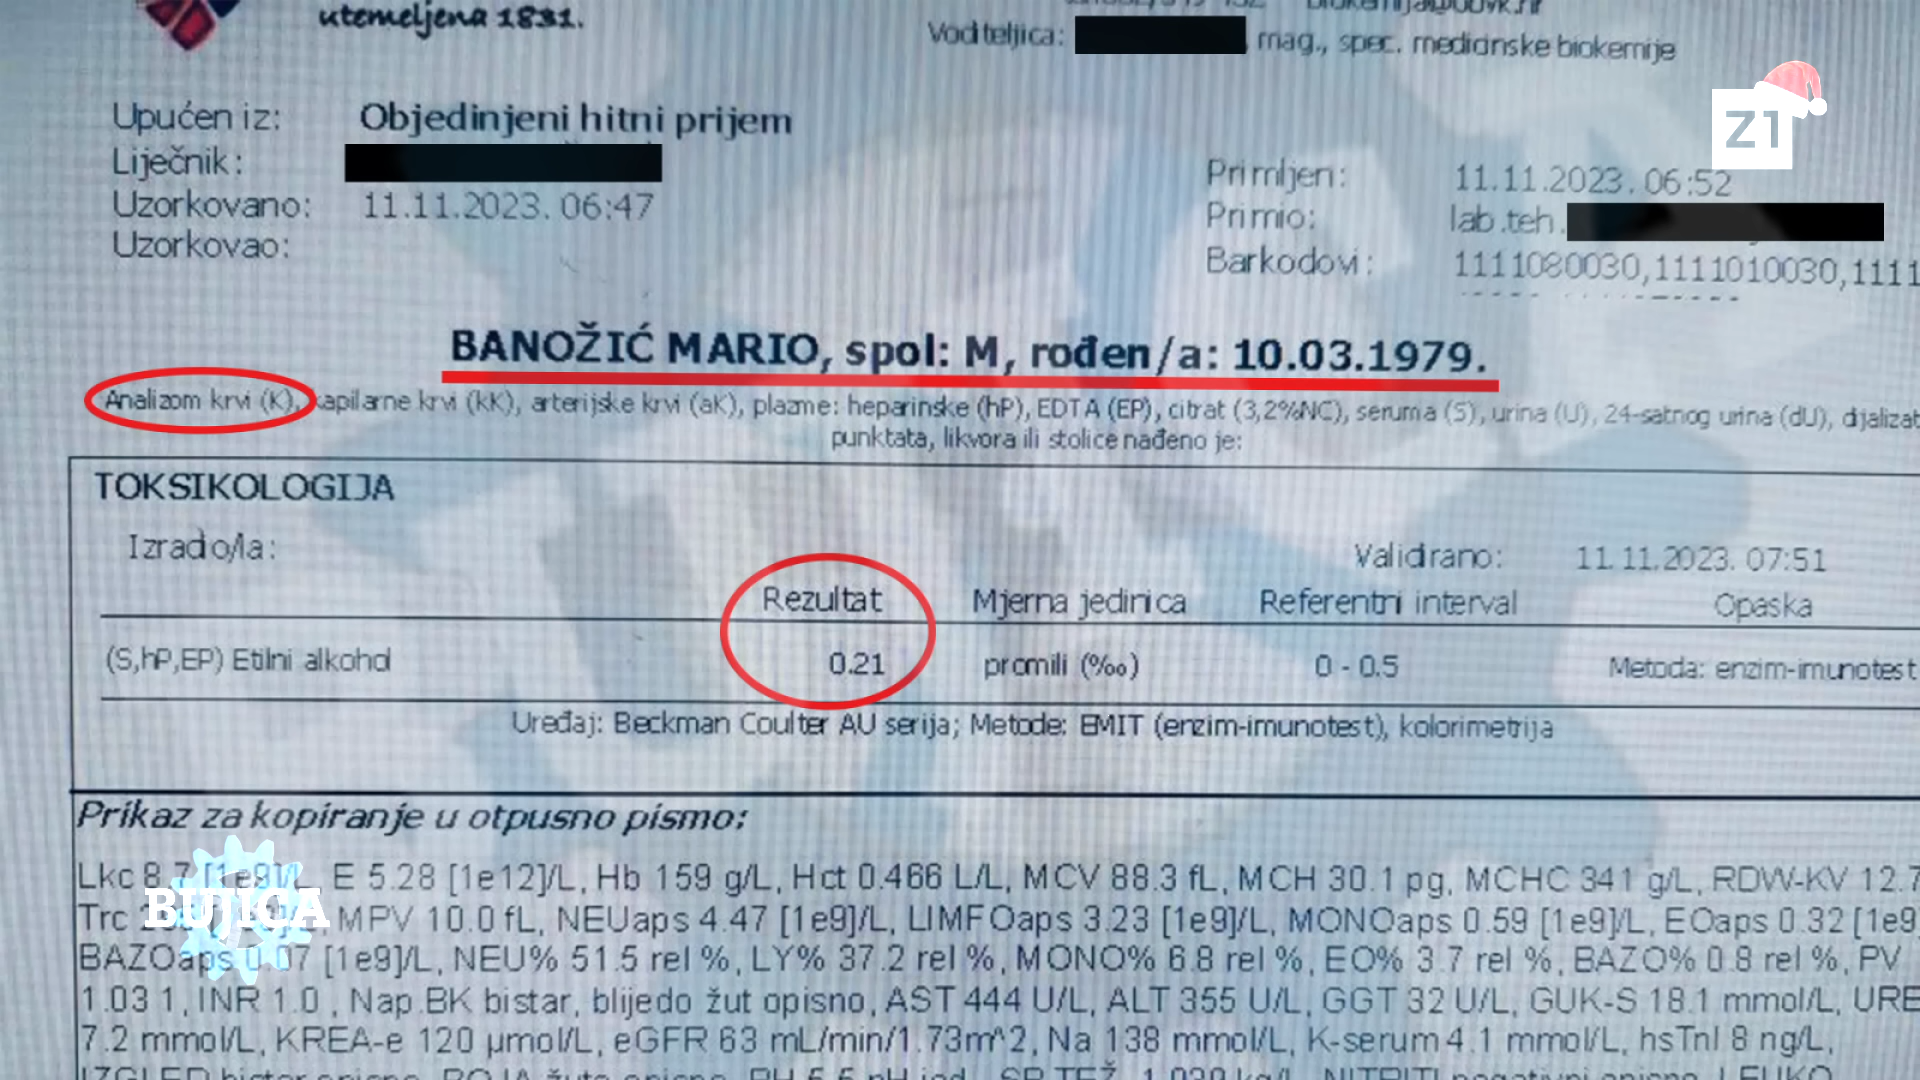 utemeljena 1831.
Voditeljica: , mag., spec. medicinske biokemije
Z1
Upućen iz: Objedinjeni hitni prijem
Liječnik:
Uzorkovano: 11.11.2023. 06:47
Uzorkovao:
Primljen: 11.11.2023. 06:52
Primio: lab.teh.
Barkodovi: 1111080030,1111010030,1111
BANOŽIĆ MARIO, spol: M, rođen/a: 10.03.1979.
Analizom krvi (K), kapilarne krvi (kK), arterijske krvi (aK), plazme: heparinske (hP), EDTA (EP), citrat (3,2%NC), seruma (S), urina (U), 24-satnog urina (dU), dijalizat
punktata, likvora ili stolice nađeno je:
TOKSIKOLOGIJA
Izradio/la: Validirano: 11.11.2023. 07:51
Rezultat Mjerna jedinica Referentni interval Opaska
(S,hP,EP) Etilni alkohol 0.21 promili (‰) 0 - 0.5 Metoda: enzim-imunotest
Uređaj: Beckman Coulter AU serija; Metode: EMIT (enzim-imunotest), kolorimetrija
Prikaz za kopiranje u otpusno pismo:
Lkc 8.7 [1e9]/L, E 5.28 [1e12]/L, Hb 159 g/L, Hct 0.466 L/L, MCV 88.3 fL, MCH 30.1 pg, MCHC 341 g/L, RDW-KV 12.7
Trc MPV 10.0 fL, NEUaps 4.47 [1e9]/L, LIMFOaps 3.23 [1e9]/L, MONOaps 0.59 [1e9]/L, EOaps 0.32 [1e9]
BAZOaps 0.07 [1e9]/L, NEU% 51.5 rel %, LY% 37.2 rel %, MONO% 6.8 rel %, EO% 3.7 rel %, BAZO% 0.8 rel %, PV
1.03 1, INR 1.0 , Nap.BK bistar, blijedo žut opisno, AST 444 U/L, ALT 355 U/L, GGT 32 U/L, GUK-S 18.1 mmol/L, URE
7.2 mmol/L, KREA-e 120 µmol/L, eGFR 63 mL/min/1.73m^2, Na 138 mmol/L, K-serum 4.1 mmol/L, hsTnI 8 ng/L,
BUJICA